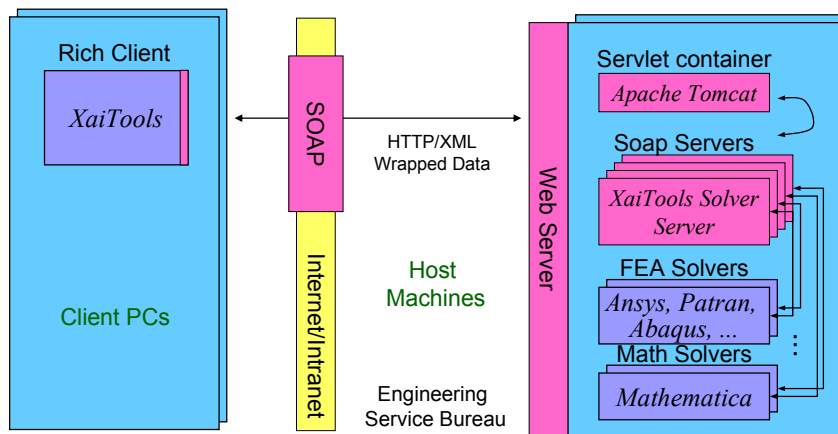 Rich Client
XaiTools
Client PCs
SOAP
Internet/Intranet
HTTP/XML
Wrapped Data
Host
Machines
Engineering
Service Bureau
Web Server
Servlet container
Apache Tomcat
Soap Servers
XaiTools Solver
Server
FEA Solvers
Ansys, Patran,
Abaqus, ...
...
Math Solvers
Mathematica